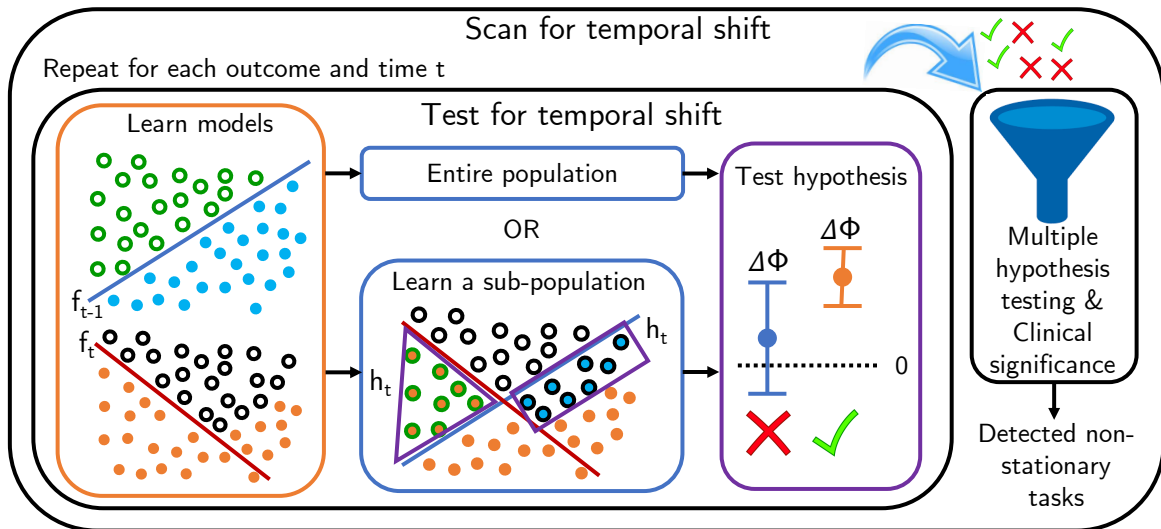 Scan for temporal shift
Repeat for each outcome and time t
Test for temporal shift
Learn models
f_{t-1}
f_t
Entire population
OR
Learn a sub-population
h_t
h_t
Test hypothesis
ΔΦ
ΔΦ
0
Multiple
hypothesis
testing &
Clinical
significance
Detected non-
stationary
tasks